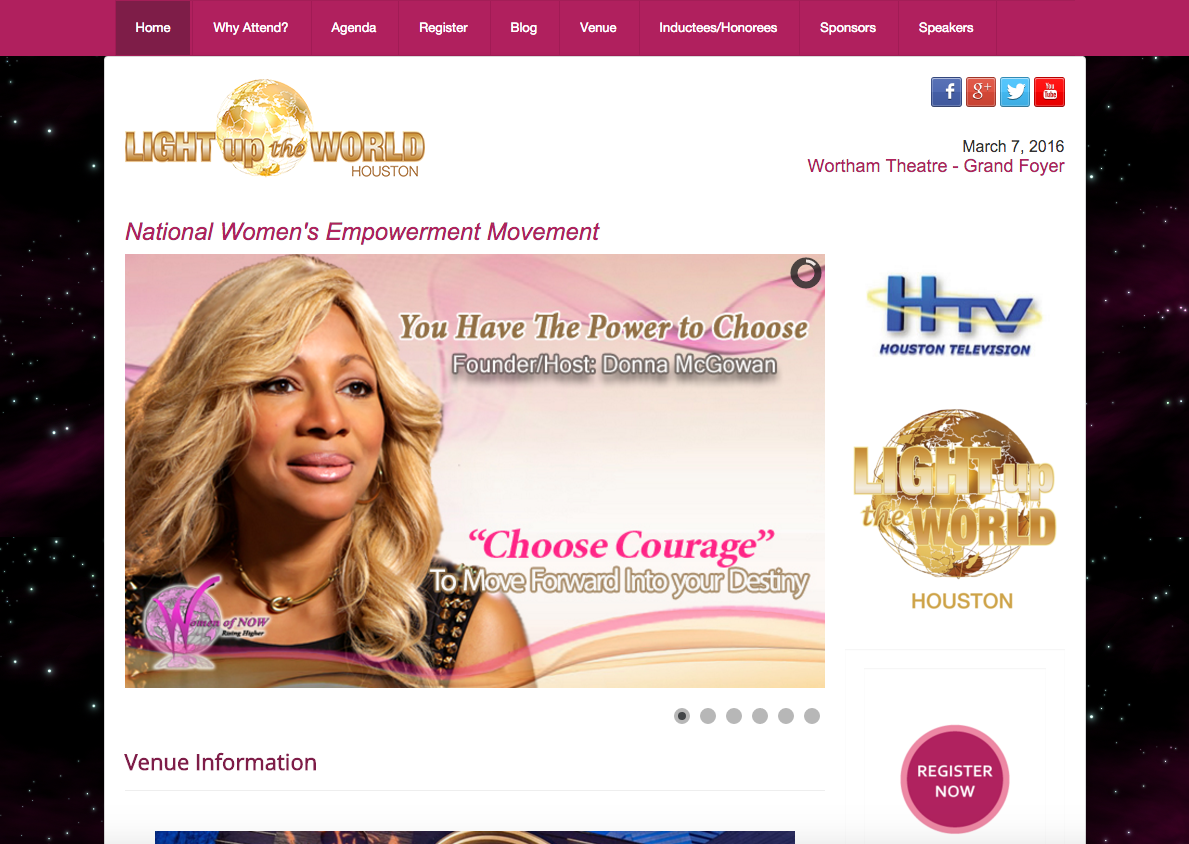 Home
Why Attend?
Agenda
Register
Blog
Venue
Inductees/Honorees
Sponsors
Speakers
LIGHT up the WORLD
HOUSTON
f
g+
You
Tube
March 7, 2016
Wortham Theatre - Grand Foyer
National Women's Empowerment Movement
You Have The Power to Choose
Founder/Host: Donna McGowan
"Choose Courage"
To Move Forward Into your Destiny
Women of NOW
Rising Higher
HTV
HOUSTON TELEVISION
LIGHT up
the WORLD
HOUSTON
REGISTER
NOW
Venue Information